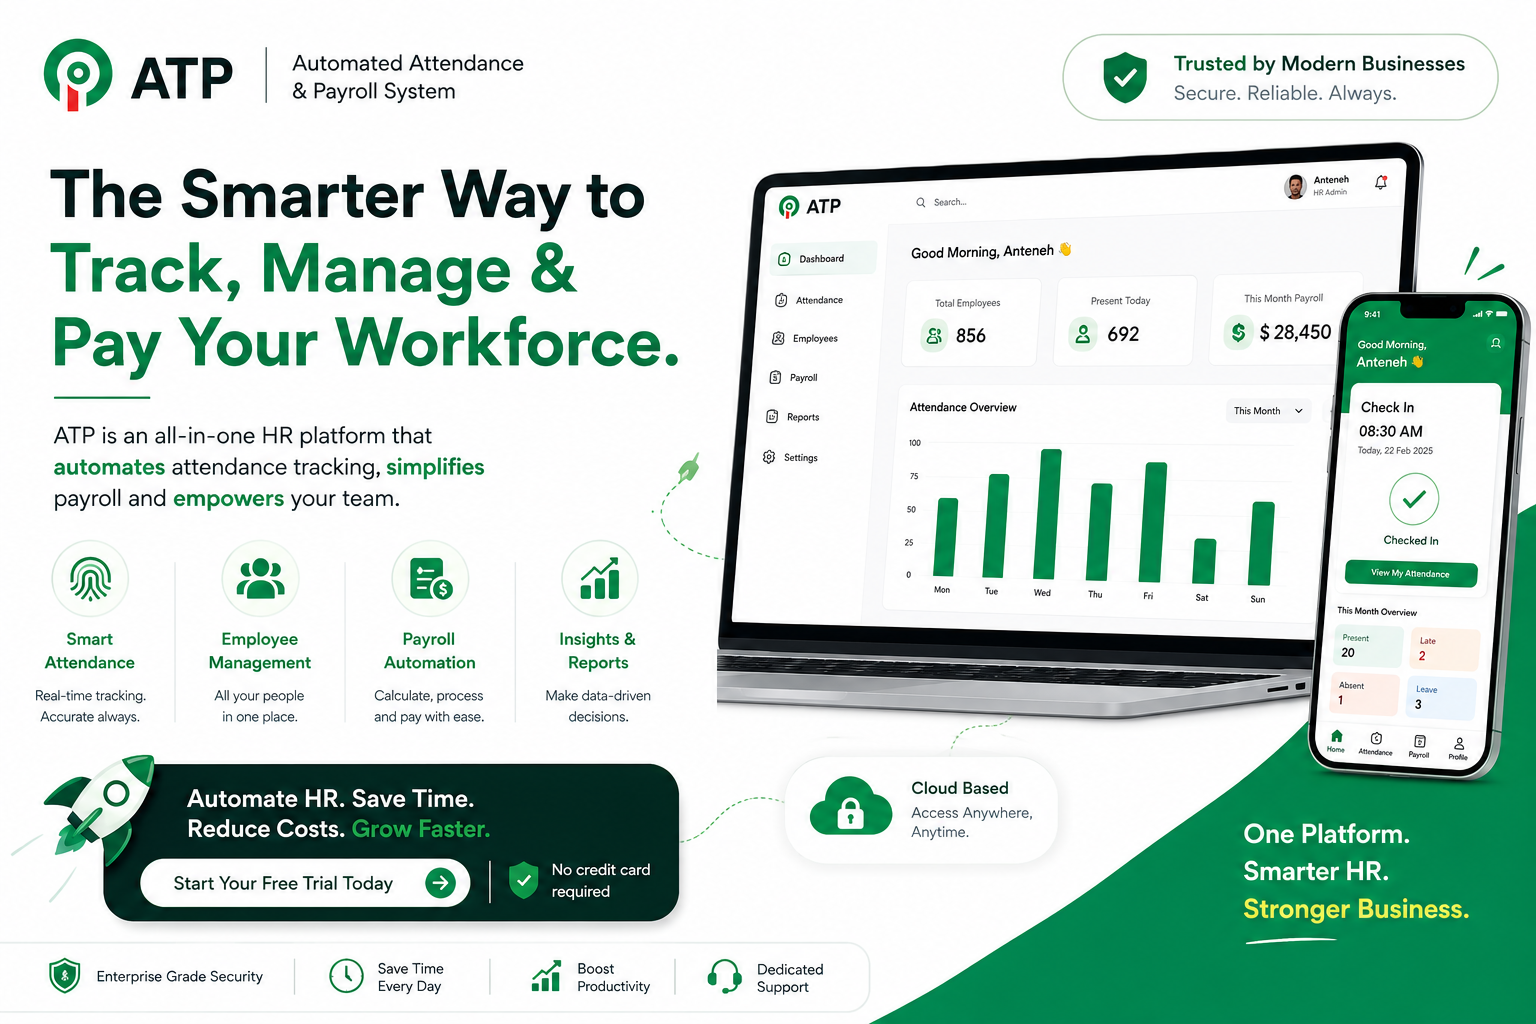 ATP
Automated Attendance
& Payroll System
Trusted by Modern Businesses
Secure. Reliable. Always.
The Smarter Way to
Track, Manage &
Pay Your Workforce.
ATP is an all-in-one HR platform that
automates attendance tracking, simplifies
payroll and empowers your team.
Smart
Attendance
Real-time tracking.
Accurate always.
Employee
Management
All your people
in one place.
Payroll
Automation
Calculate, process
and pay with ease.
Insights &
Reports
Make data-driven
decisions.
Automate HR. Save Time.
Reduce Costs. Grow Faster.
Start Your Free Trial Today
No credit card
required
Enterprise Grade Security
Save Time
Every Day
Boost
Productivity
Dedicated
Support
ATP
Search...
Anteneh
HR Admin
Dashboard
Attendance
Employees
Payroll
Reports
Settings
Good Morning, Anteneh 👋
Total Employees
856
Present Today
692
This Month Payroll
$ 28,450
Attendance Overview
This Month
100
75
50
25
0
Mon
Tue
Wed
Thu
Fri
Sat
Sun
9:41
Good Morning,
Anteneh 👋
Check In
08:30 AM
Today, 22 Feb 2025
Checked In
View My Attendance
This Month Overview
Present
20
Late
2
Absent
1
Leave
3
Home
Attendance
Payroll
Profile
Cloud Based
Access Anywhere,
Anytime.
One Platform.
Smarter HR.
Stronger Business.